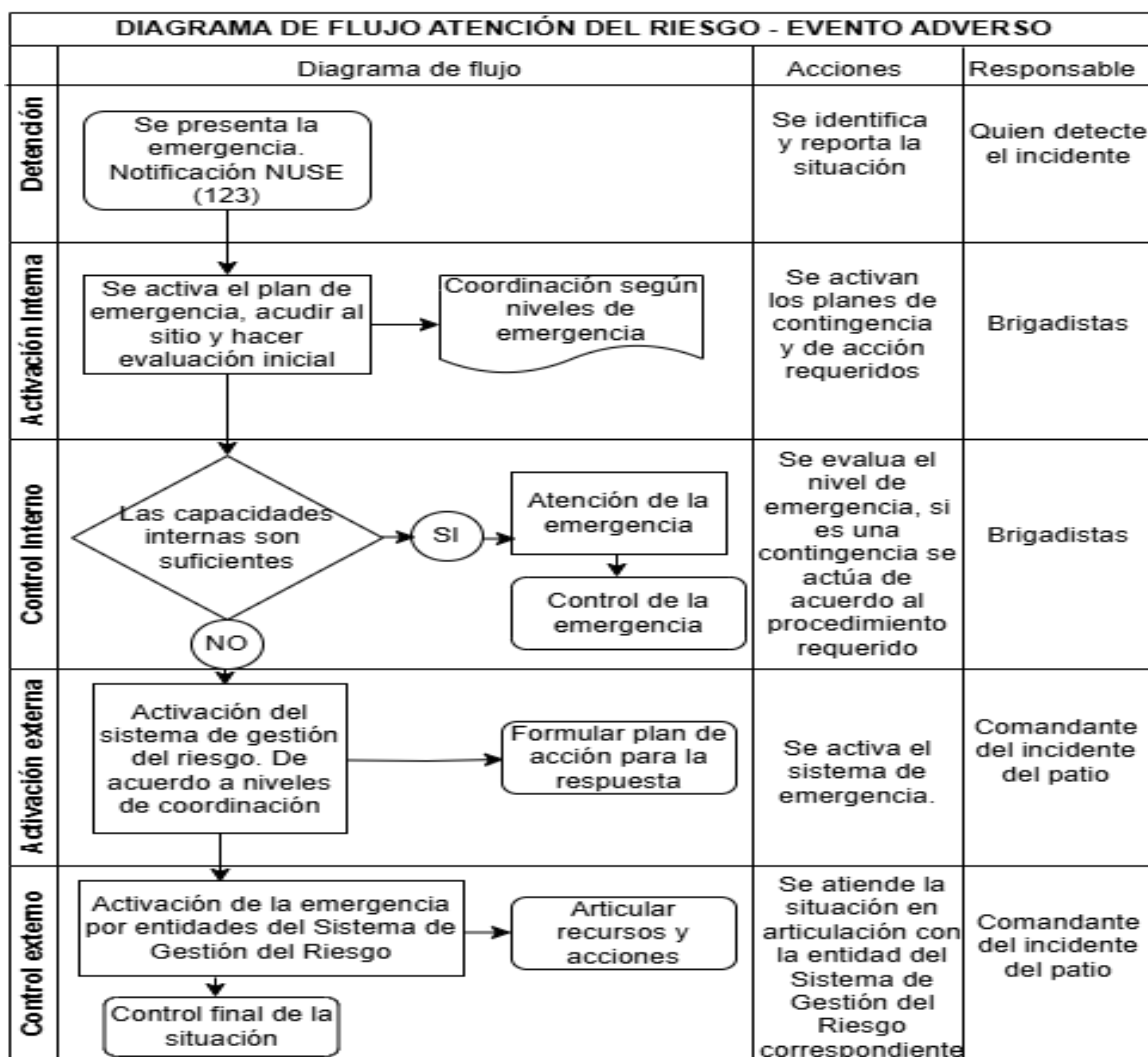 DIAGRAMA DE FLUJO ATENCIÓN DEL RIESGO - EVENTO ADVERSO
Diagrama de flujo
Acciones
Responsable
Detención
Se presenta la
emergencia.
Notificación NUSE
(123)
Se identifica
y reporta la
situación
Quien detecte
el incidente
Activación Interna
Se activa el plan de
emergencia, acudir al
sitio y hacer
evaluación inicial
Coordinación según
niveles de
emergencia
Se activan
los planes de
contingencia
y de acción
requeridos
Brigadistas
Control Interno
Las capacidades
internas son
suficientes
SI
Atención de la
emergencia
Control de la
emergencia
NO
Se evalua el
nivel de
emergencia, si
es una
contingencia se
actúa de
acuerdo al
procedimiento
requerido
Brigadistas
Activación externa
Activación del
sistema de gestión
del riesgo. De
acuerdo a niveles
de coordinación
Formular plan de
acción para la
respuesta
Se activa el
sistema de
emergencia.
Comandante
del incidente
del patio
Control externo
Activación de la emergencia
por entidades del Sistema de
Gestión del Riesgo
Articular
recursos y
acciones
Control final de la
situación
Se atiende la
situación en
articulación con
la entidad del
Sistema de
Gestión del
Riesgo
correspondiente
Comandante
del incidente
del patio